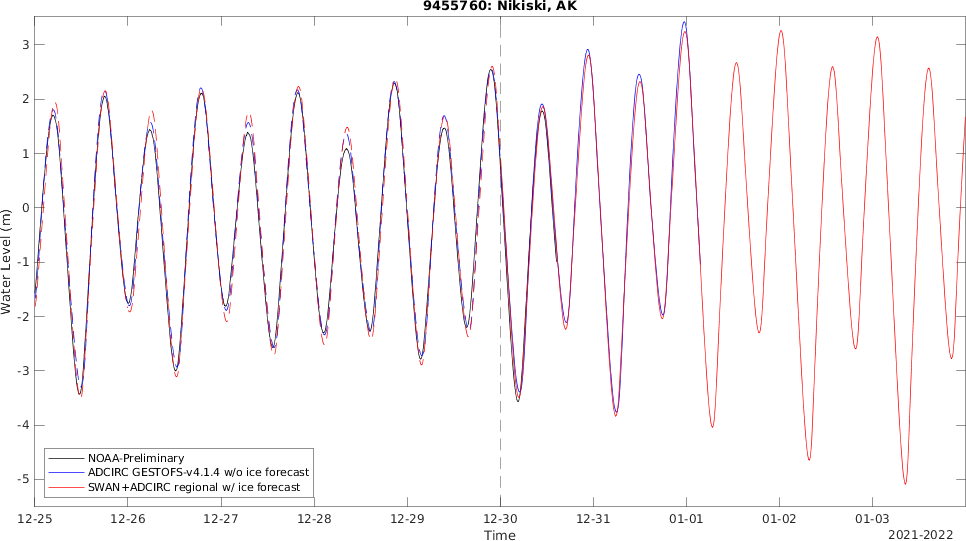 9455760: Nikiski, AK
Water Level (m)
3
2
1
0
-1
-2
-3
-4
-5
NOAA-Preliminary
ADCIRC GESTOFS-v4.1.4 w/o ice forecast
SWAN+ADCIRC regional w/ ice forecast
12-25 12-26 12-27 12-28 12-29 12-30 12-31 01-01 01-02 01-03
Time
2021-2022